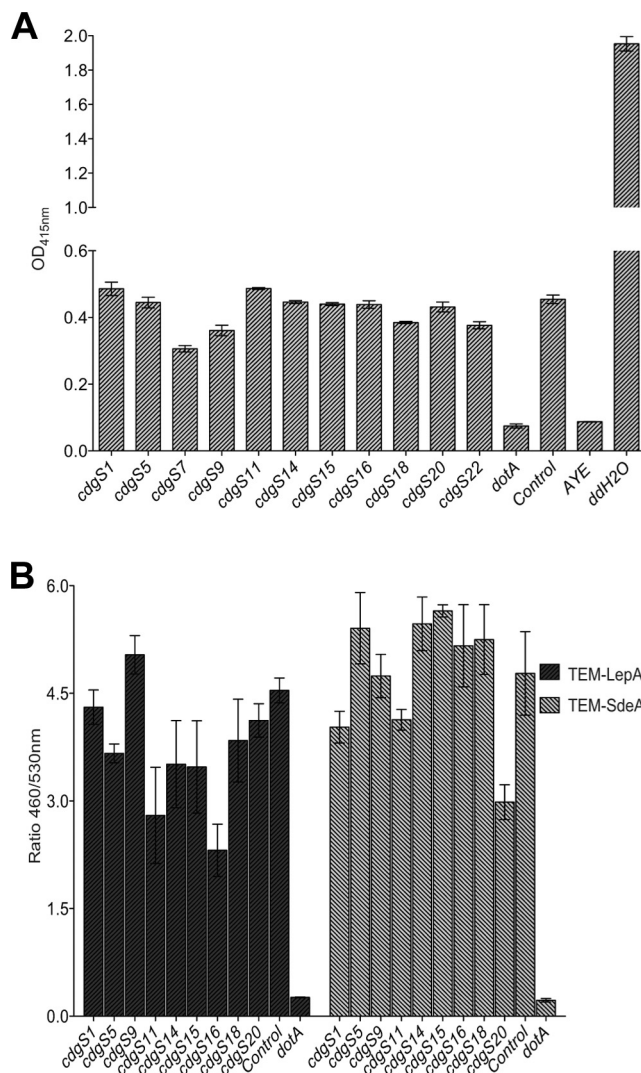 A
2.0
1.8
1.6
1.4
1.2
1.0
0.6
0.4
0.2
0.0
OD415nm
cdgS1 cdgS5 cdgS7 cdgS9 cdgS11 cdgS14 cdgS15 cdgS16 cdgS18 cdgS20 cdgS22 dotA Control AYE ddH2O
B
6.0
4.5
3.0
1.5
0.0
Ratio 460/530nm
TEM-LepA
TEM-SdeA
cdgS1 cdgS5 cdgS9 cdgS11 cdgS14 cdgS15 cdgS16 cdgS18 cdgS20 Control dotA
cdgS1 cdgS5 cdgS9 cdgS11 cdgS14 cdgS15 cdgS16 cdgS18 cdgS20 Control dotA